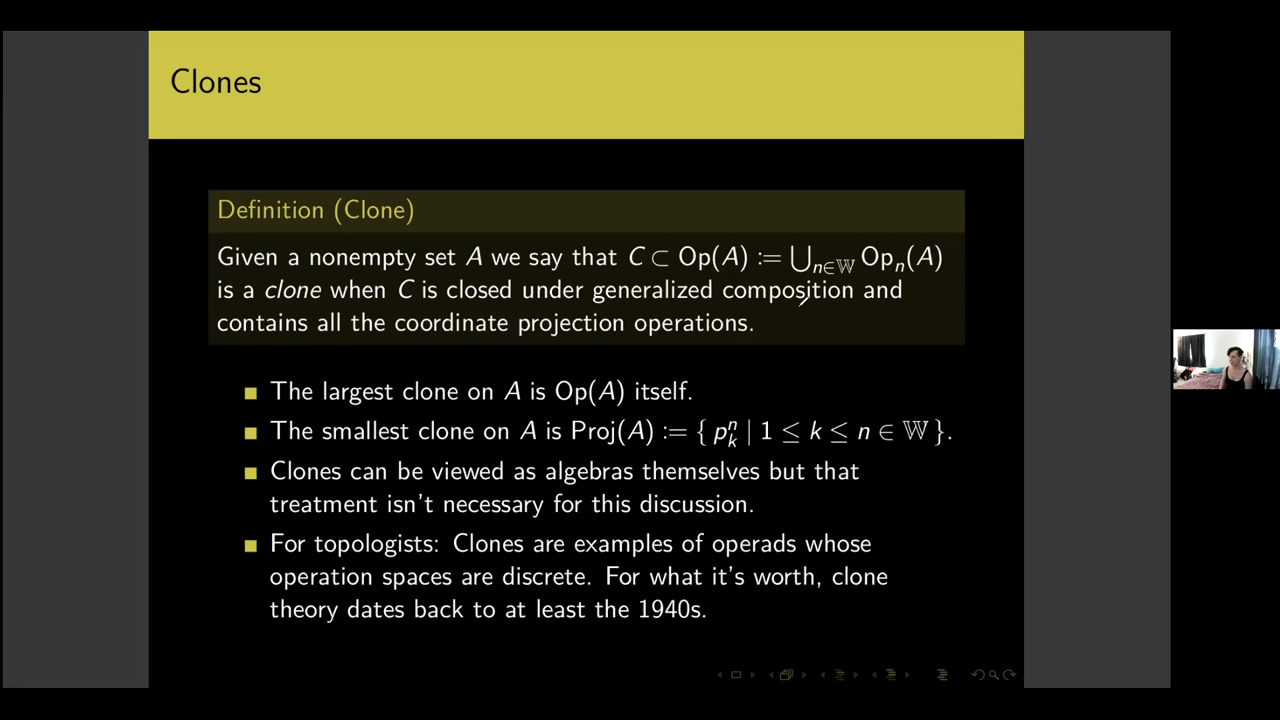 Clones
Definition (Clone)
Given a nonempty set A we say that C ⊂ Op(A) := ⋃ₙ∈𝕎 Opₙ(A)
is a clone when C is closed under generalized composition and
contains all the coordinate projection operations.
The largest clone on A is Op(A) itself.
The smallest clone on A is Proj(A) := { pₖⁿ | 1 ≤ k ≤ n ∈ 𝕎 }.
Clones can be viewed as algebras themselves but that
treatment isn't necessary for this discussion.
For topologists: Clones are examples of operads whose
operation spaces are discrete. For what it's worth, clone
theory dates back to at least the 1940s.